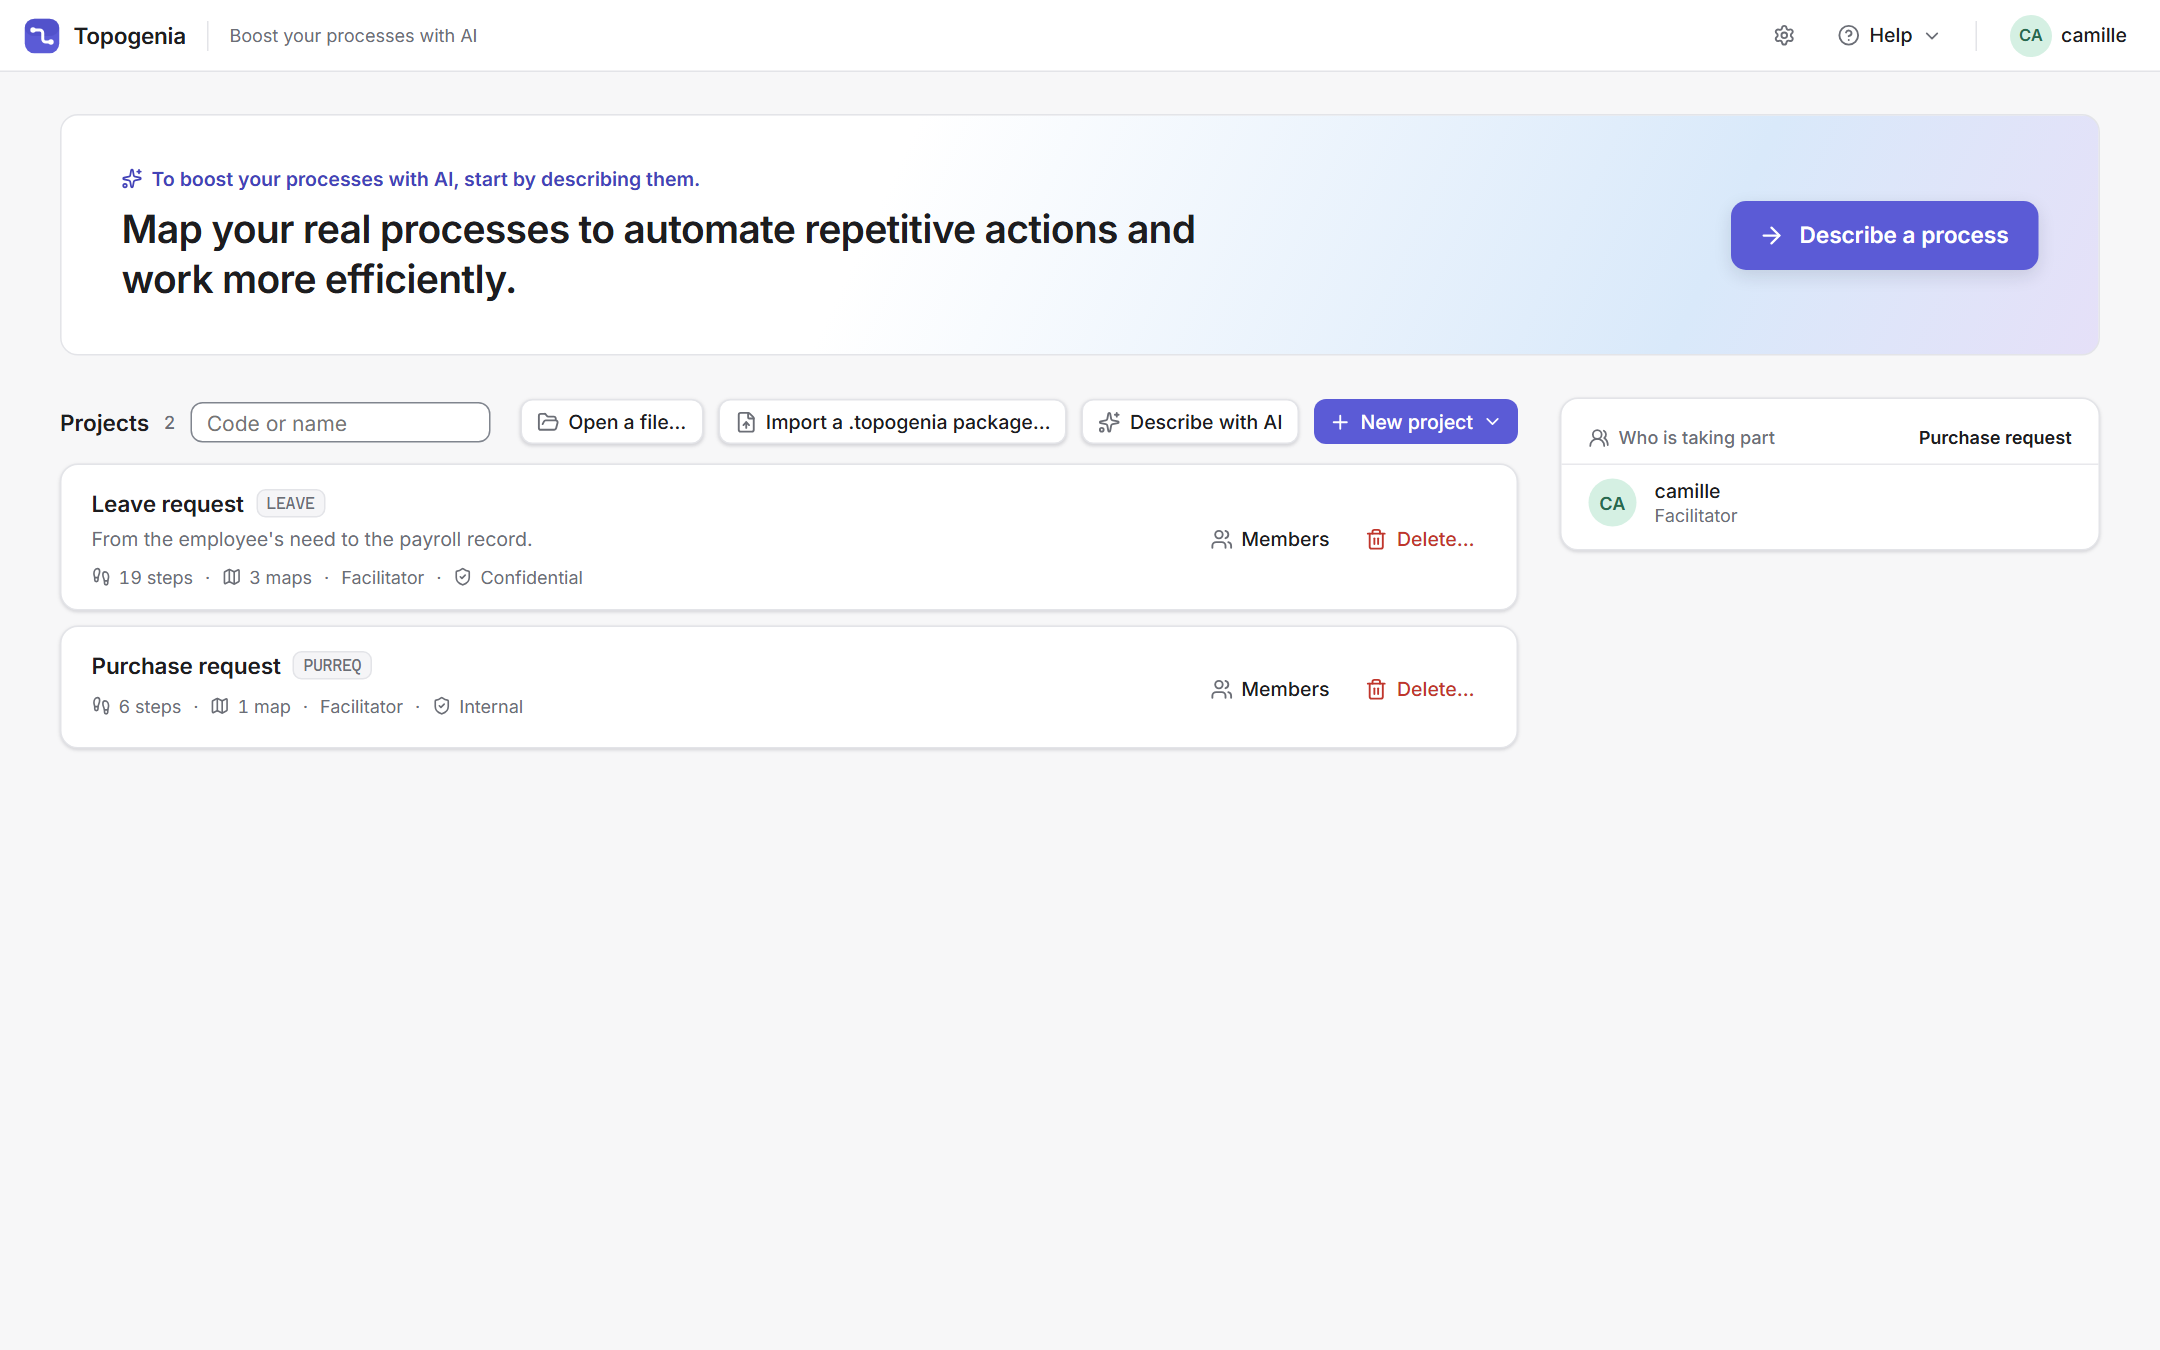 Topogenia
Boost your processes with AI
Help
CA
camille
To boost your processes with AI, start by describing them.
Map your real processes to automate repetitive actions and
work more efficiently.
Describe a process
Projects 2
Code or name
Open a file...
Import a .topogenia package...
Describe with AI
New project
Leave request LEAVE
From the employee's need to the payroll record.
19 steps · 3 maps · Facilitator · Confidential
Members
Delete...
Purchase request PURREQ
6 steps · 1 map · Facilitator · Internal
Members
Delete...
Who is taking part
Purchase request
CA
camille
Facilitator